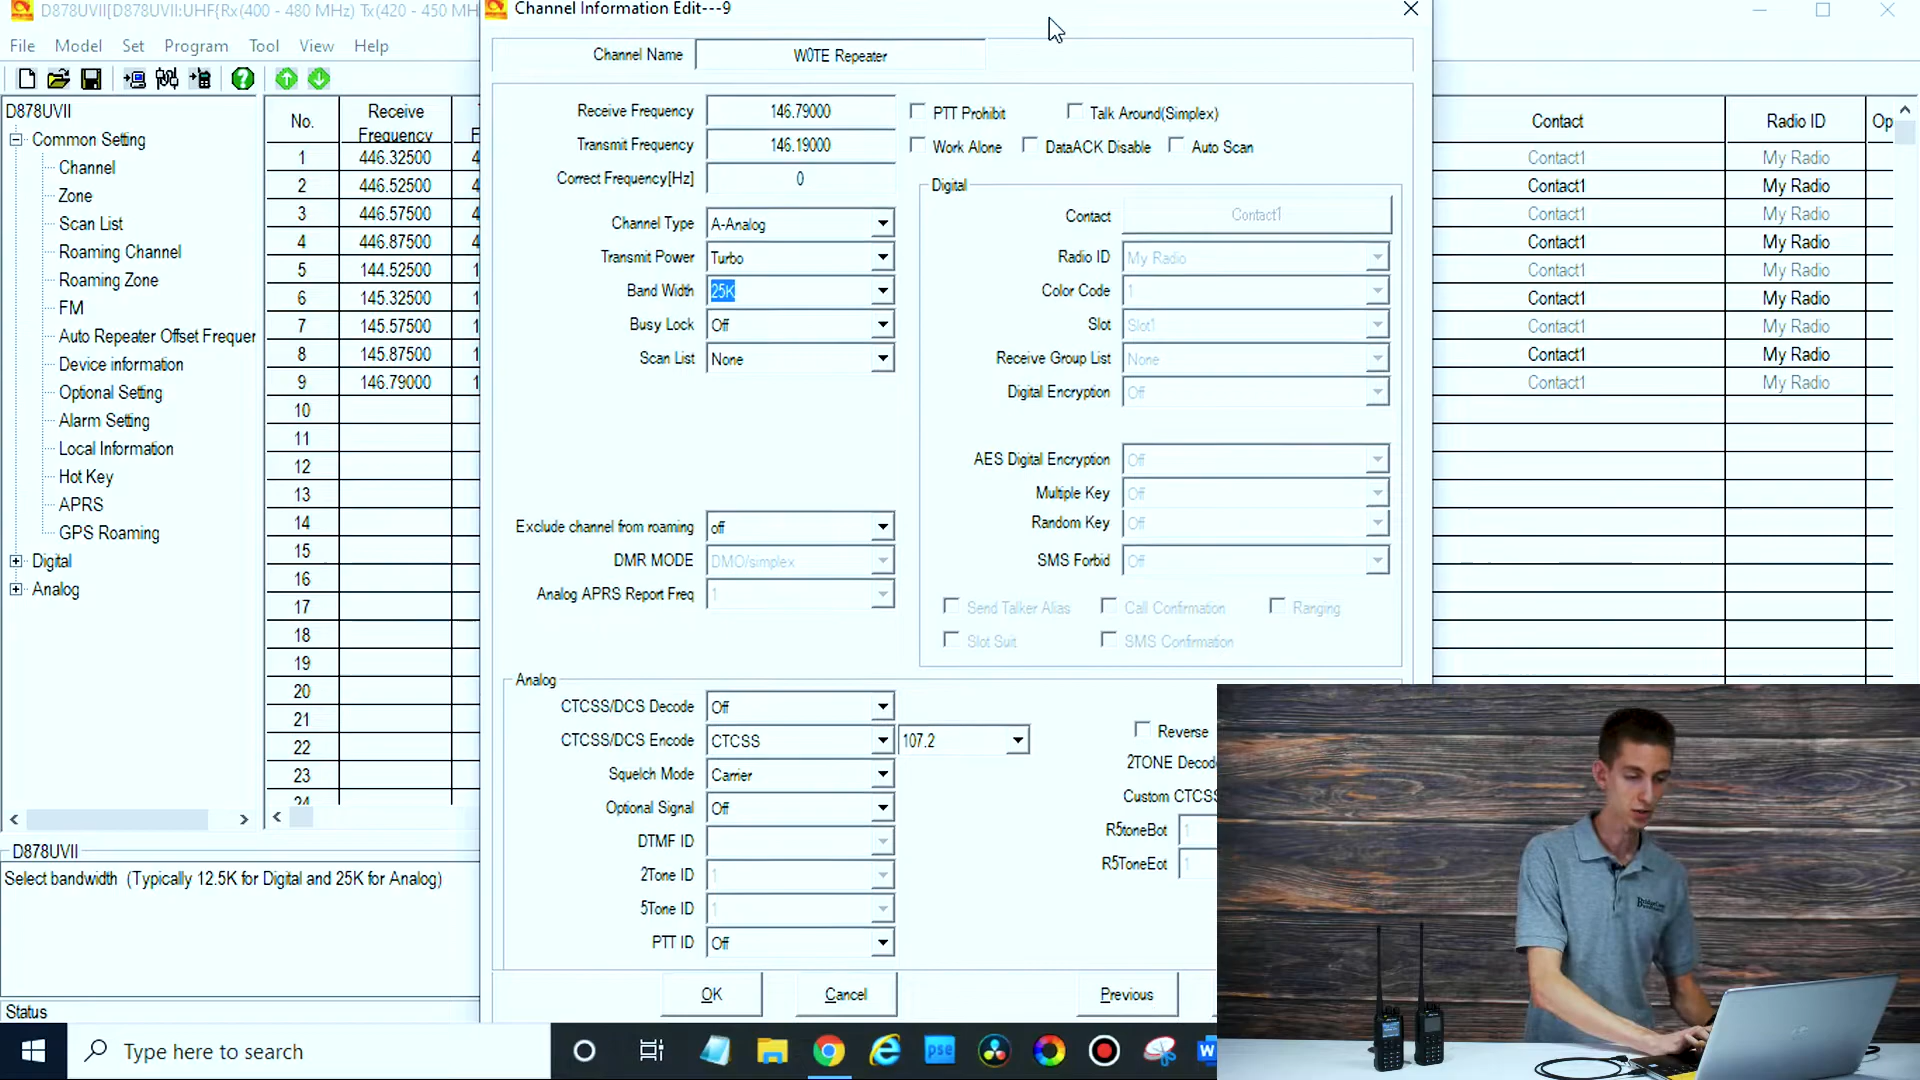 D878UVII[D878UVII:UHF{Rx(400 - 480 MHz) Tx(420 - 450 MH
Channel Information Edit---9
File Model Set Program Tool View Help
Channel Name W0TE Repeater
D878UVII
Common Setting
Channel
Zone
Scan List
Roaming Channel
Roaming Zone
FM
Auto Repeater Offset Frequer
Device information
Optional Setting
Alarm Setting
Local Information
Hot Key
APRS
GPS Roaming
Digital
Analog
No. Receive Frequency
1 446.32500 4
2 446.52500 4
3 446.57500 4
4 446.87500 4
5 144.52500 1
6 145.32500 1
7 145.57500 1
8 145.87500 1
9 146.79000 1
10
11
12
13
14
15
16
17
18
19
20
21
22
23
24
Receive Frequency 146.79000
Transmit Frequency 146.19000
Correct Frequency[Hz] 0
Channel Type A-Analog
Transmit Power Turbo
Band Width 25K
Busy Lock Off
Scan List None
Exclude channel from roaming off
DMR MODE DMO/simplex
Analog APRS Report Freq 1
PTT Prohibit Talk Around(Simplex)
Work Alone DataACK Disable Auto Scan
Digital
Contact Contact1
Radio ID My Radio
Color Code 1
Slot Slot1
Receive Group List None
Digital Encryption Off
AES Digital Encryption Off
Multiple Key Off
Random Key Off
SMS Forbid Off
Send Talker Alias Call Confirmation Ranging
Slot Suit SMS Confirmation
Analog
CTCSS/DCS Decode Off
CTCSS/DCS Encode CTCSS 107.2
Squelch Mode Carrier
Optional Signal Off
DTMF ID
2Tone ID 1
5Tone ID 1
PTT ID Off
Reverse
2TONE Decod
Custom CTCS
R5toneBot 1
R5ToneEot 1
OK Cancel Previous
Contact Radio ID Op
Contact1 My Radio
Contact1 My Radio
Contact1 My Radio
Contact1 My Radio
Contact1 My Radio
Contact1 My Radio
Contact1 My Radio
Contact1 My Radio
Contact1 My Radio
D878UVII
Select bandwidth (Typically 12.5K for Digital and 25K for Analog)
Status
Type here to search
pse
W